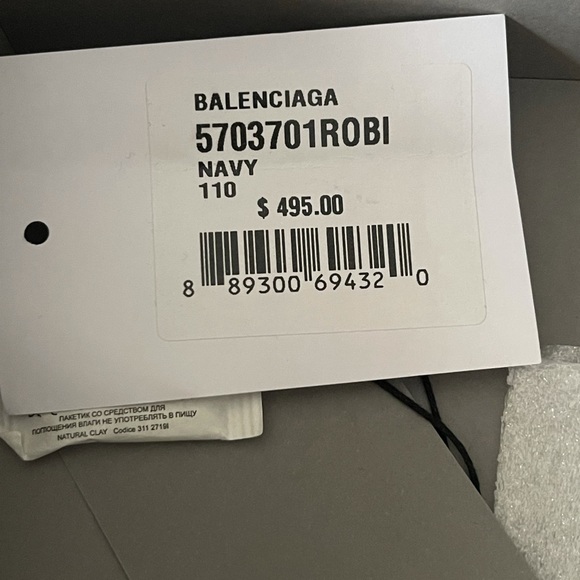 BALENCIAGA
5703701ROBI
NAVY
110
$ 495.00
8 89300 69432 0
ПАКЕТИК СО СРЕДСТВОМ ДЛЯ
ПОГЛОЩЕНИЯ ВЛАГИ НЕ УПОТРЕБЛЯТЬ В ПИЩУ
NATURAL CLAY Codice 311 2719I